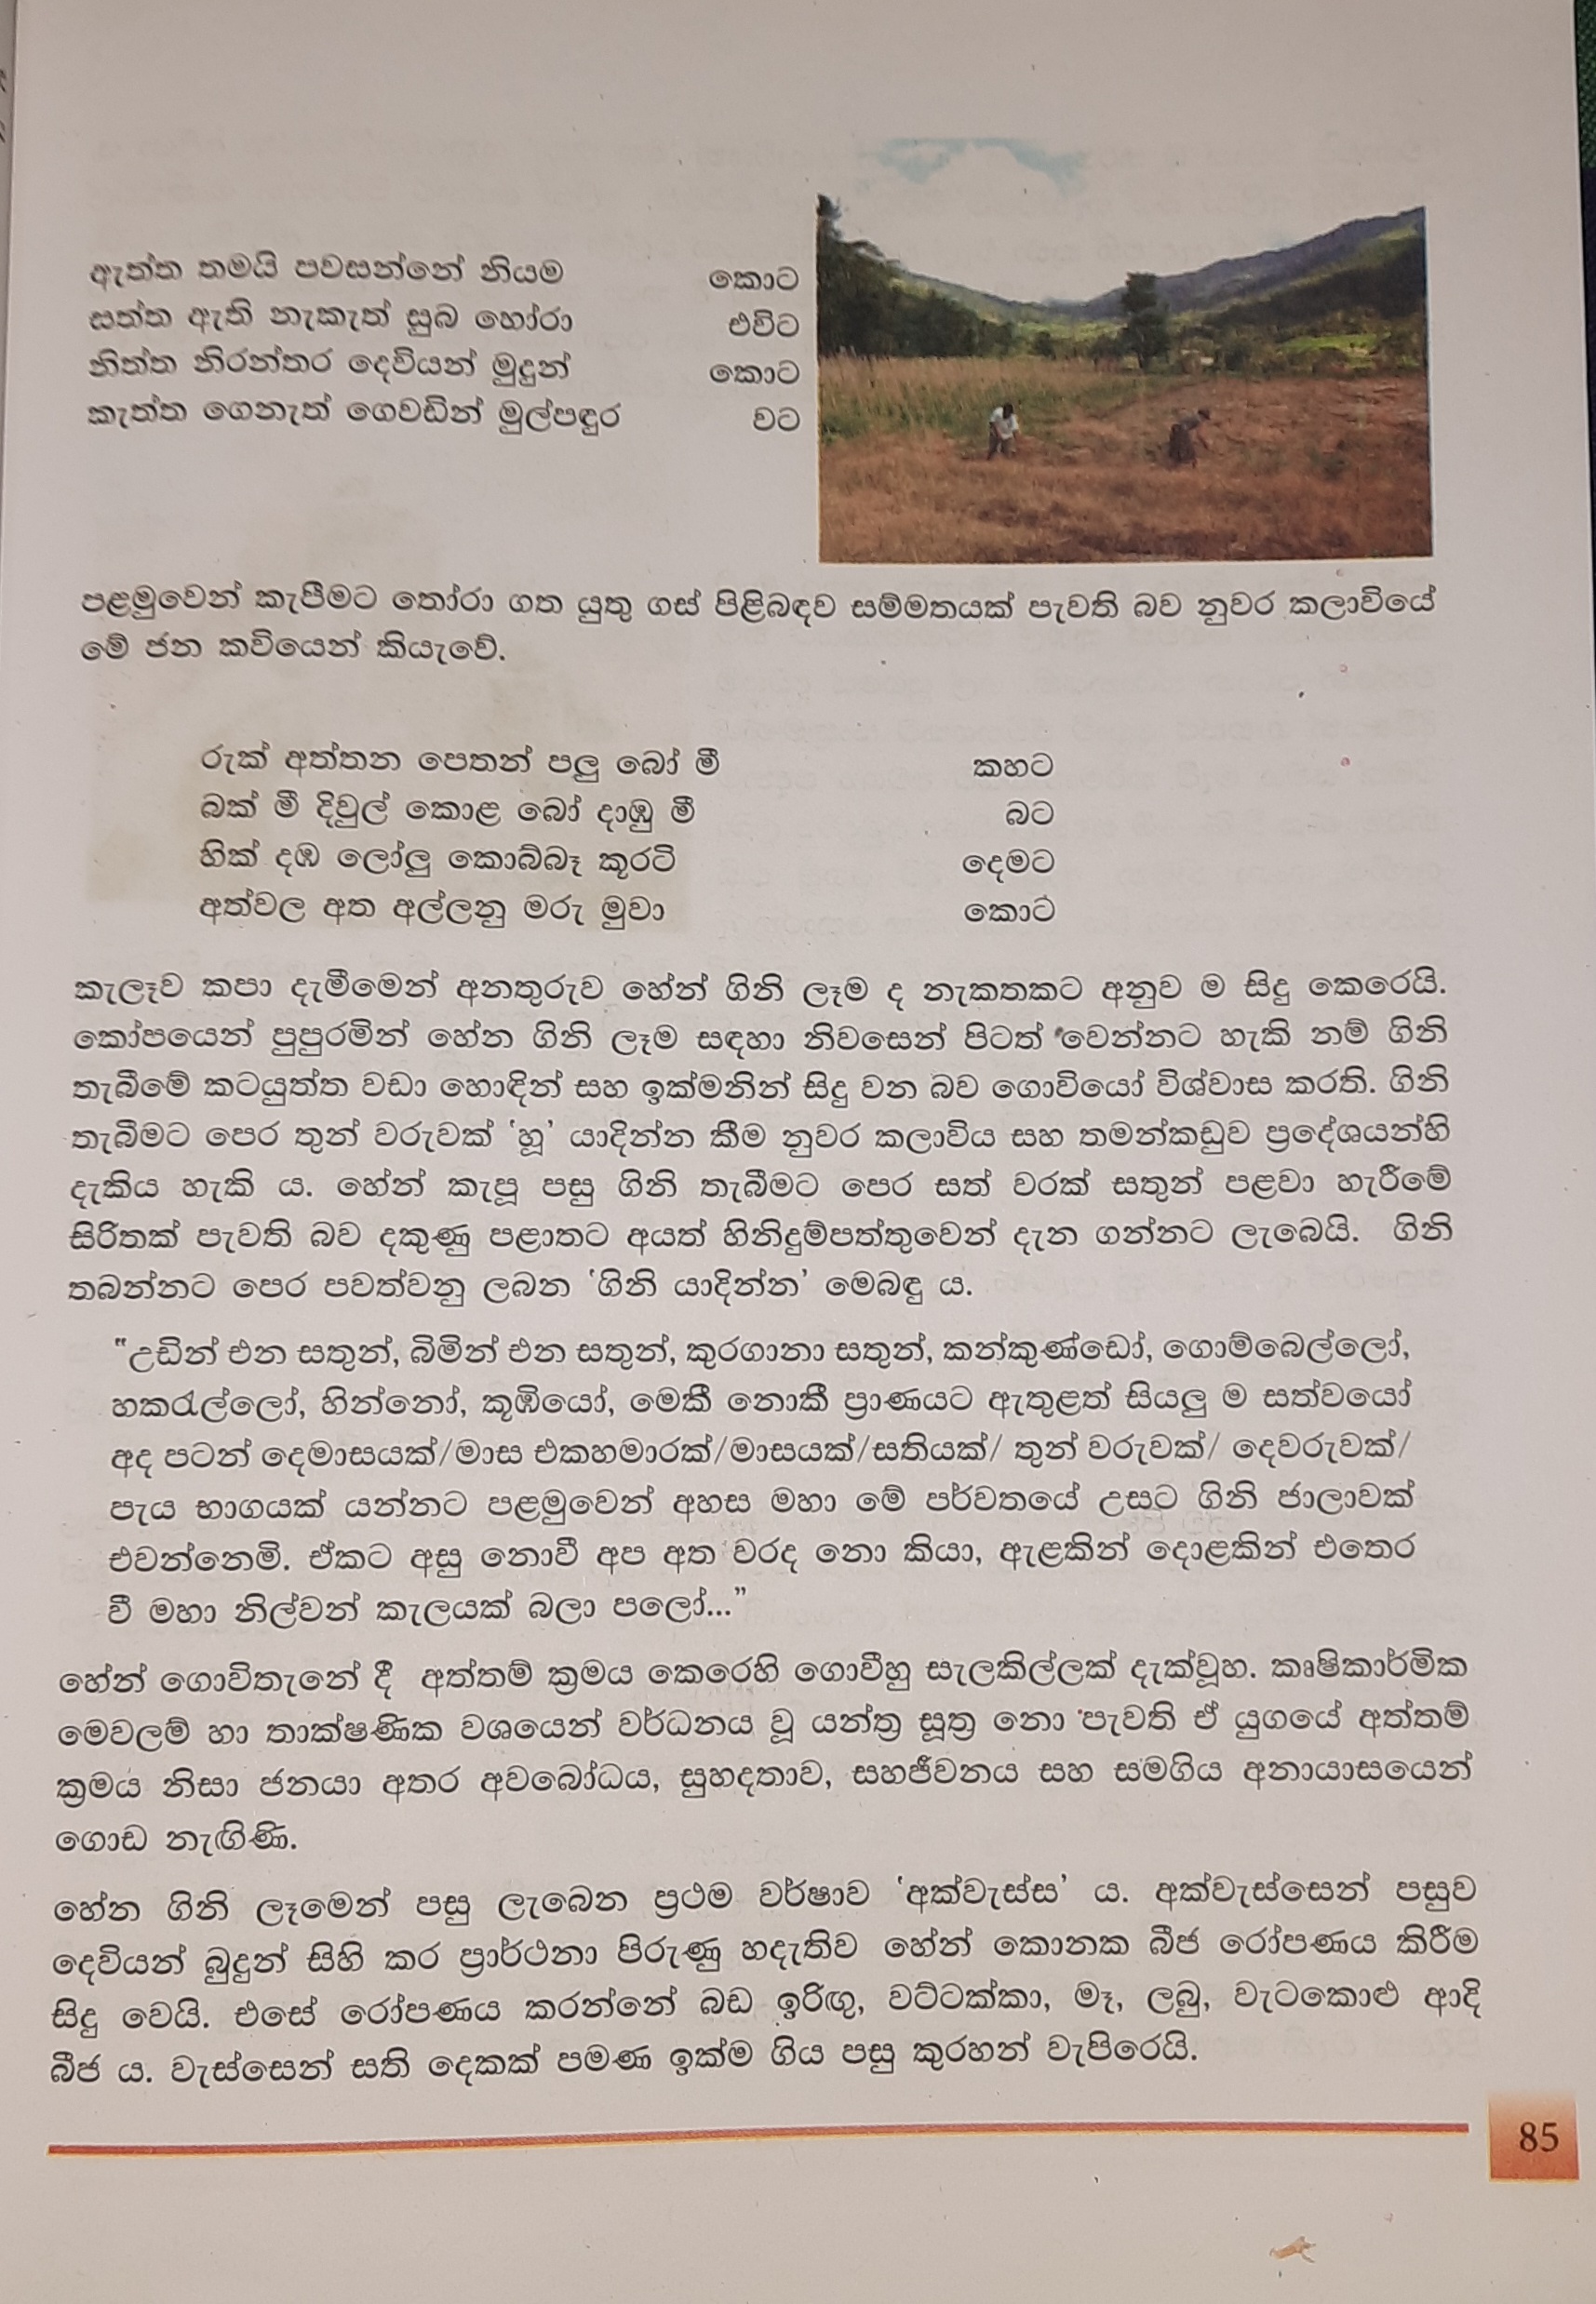 ඇත්ත තමයි පවසන්නේ නියම කොට
සත්ත ඇති නැකැත් සුබ හෝරා එවිට
නිත්ත නිරන්තර දෙවියන් මුදුන් කොට
කැත්ත ගෙනැත් ගෙවඩින් මුල්පඳුර වට
පළමුවෙන් කැපීමට තෝරා ගත යුතු ගස් පිළිබඳව සම්මතයක් පැවති බව නුවර කලාවියේ
මේ ජන කවියෙන් කියැවේ.
රුක් අත්තන පෙතන් පලු බෝ මී කහට
බක් මී දිවුල් කොළ බෝ දාඹු මී බට
හික් දඹ ලෝලු කොබ්බෑ කූරටි දෙමට
අත්වල අත අල්ලනු මරු මුවා කොට
කැලෑව කපා දැමීමෙන් අනතුරුව හේන් ගිනි ලෑම ද නැකතකට අනුව ම සිදු කෙරෙයි.
කෝපයෙන් පුපුරමින් හේන ගිනි ලෑම සඳහා නිවසෙන් පිටත් වෙන්නට හැකි නම් ගිනි
තැබීමේ කටයුත්ත වඩා හොඳින් සහ ඉක්මනින් සිදු වන බව ගොවියෝ විශ්වාස කරති. ගිනි
තැබීමට පෙර තුන් වරුවක් ‘හූ’ යාදින්න කීම නුවර කලාවිය සහ තමන්කඩුව ප්‍රදේශයන්හි
දැකිය හැකි ය. හේන් කැපූ පසු ගිනි තැබීමට පෙර සත් වරක් සතුන් පළවා හැරීමේ
සිරිතක් පැවති බව දකුණු පළාතට අයත් හිනිදුම්පත්තුවෙන් දැන ගන්නට ලැබෙයි. ගිනි
තබන්නට පෙර පවත්වනු ලබන ‘ගිනි යාදින්න’ මෙබඳු ය.
“උඩින් එන සතුන්, බිමින් එන සතුන්, කුරගානා සතුන්, කන්කුණ්ඩෝ, ගොම්බෙල්ලෝ,
හකරැල්ලෝ, හින්නෝ, කූඹියෝ, මෙකී නොකී ප්‍රාණයට ඇතුළත් සියලු ම සත්වයෝ
අද පටන් දෙමාසයක්/මාස එකහමාරක්/මාසයක්/සතියක්/ තුන් වරුවක්/ දෙවරුවක්/
පැය භාගයක් යන්නට පළමුවෙන් අහස මහා මේ පර්වතයේ උසට ගිනි ජාලාවක්
එවන්නෙමි. ඒකට අසු නොවී අප අත වරද නො කියා, ඇළකින් දොළකින් එතෙර
වී මහා නිල්වන් කැලයක් බලා පලෝ...”
හේන් ගොවිතැනේ දී අත්තම් ක්‍රමය කෙරෙහි ගොවීහු සැලකිල්ලක් දැක්වූහ. කෘෂිකාර්මික
මෙවලම් හා තාක්ෂණික වශයෙන් වර්ධනය වූ යන්ත්‍ර සූත්‍ර නො පැවති ඒ යුගයේ අත්තම්
ක්‍රමය නිසා ජනයා අතර අවබෝධය, සුහදතාව, සහජීවනය සහ සමගිය අනායාසයෙන්
ගොඩ නැඟිණි.
හේන ගිනි ලෑමෙන් පසු ලැබෙන ප්‍රථම වර්ෂාව ‘අක්වැස්ස’ ය. අක්වැස්සෙන් පසුව
දෙවියන් බුදුන් සිහි කර ප්‍රාර්ථනා පිරුණු හදැතිව හේන් කොනක බීජ රෝපණය කිරීම
සිදු වෙයි. එසේ රෝපණය කරන්නේ බඩ ඉරිඟු, වට්ටක්කා, මෑ, ලබු, වැටකොළු ආදි
බීජ ය. වැස්සෙන් සති දෙකක් පමණ ඉක්ම ගිය පසු කුරහන් වැපිරෙයි.
85